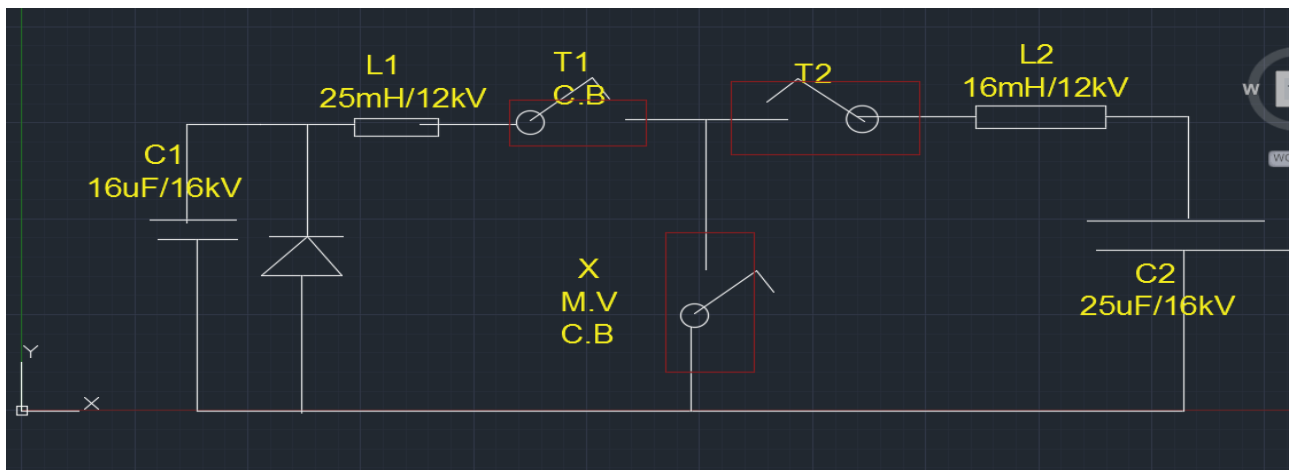 L1
25mH/12kV
T1
C.B
T2
L2
16mH/12kV
W
C1
16uF/16kV
X
M.V
C.B
C2
25uF/16kV
Y
X